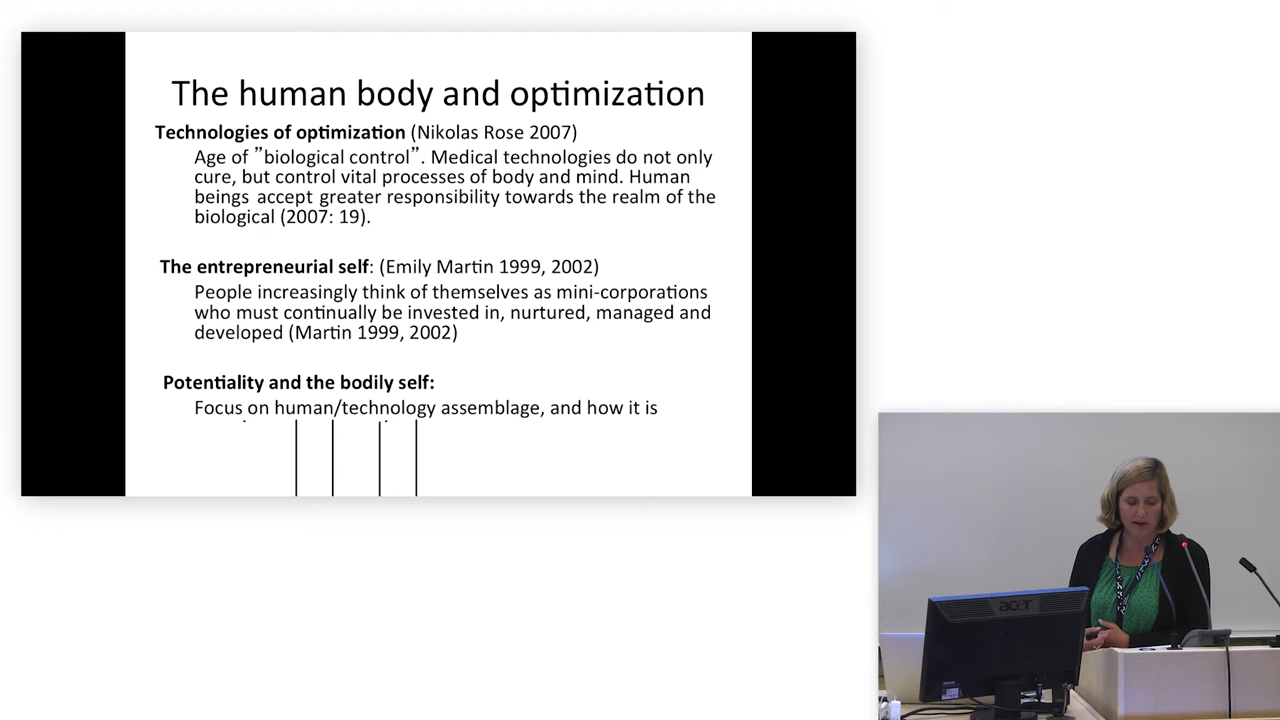 The human body and optimization
Technologies of optimization (Nikolas Rose 2007)
Age of ”biological control”. Medical technologies do not only
cure, but control vital processes of body and mind. Human
beings accept greater responsibility towards the realm of the
biological (2007: 19).
The entrepreneurial self: (Emily Martin 1999, 2002)
People increasingly think of themselves as mini-corporations
who must continually be invested in, nurtured, managed and
developed (Martin 1999, 2002)
Potentiality and the bodily self:
Focus on human/technology assemblage, and how it is
acer